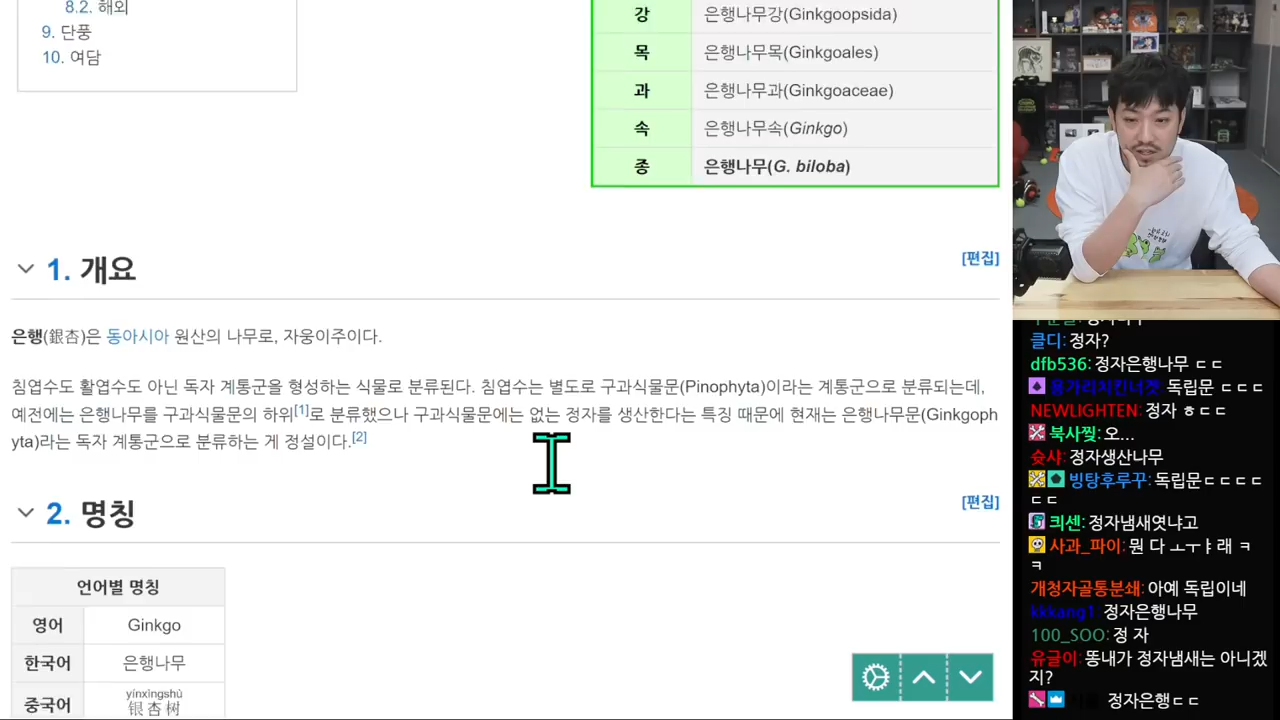 8.2. 해외
9. 단풍
10. 여담
강 은행나무강(Ginkgoopsida)
목 은행나무목(Ginkgoales)
과 은행나무과(Ginkgoaceae)
속 은행나무속(Ginkgo)
종 은행나무(G. biloba)
1. 개요
[편집]
은행(銀杏)은 동아시아 원산의 나무로, 자웅이주이다.
침엽수도 활엽수도 아닌 독자 계통군을 형성하는 식물로 분류된다. 침엽수는 별도로 구과식물문(Pinophyta)이라는 계통군으로 분류되는데,
예전에는 은행나무를 구과식물문의 하위[1]로 분류했으나 구과식물문에는 없는 정자를 생산한다는 특징 때문에 현재는 은행나무문(Ginkgoph
yta)라는 독자 계통군으로 분류하는 게 정설이다.[2]
2. 명칭
[편집]
언어별 명칭
영어 Ginkgo
한국어 은행나무
중국어 yínxìngshù
银杏树
클디: 정자?
dfb536: 정자은행나무 ㄷㄷ
용가리치킨너겟: 독립문 ㄷㄷㄷ
NEWLIGHTEN: 정자 ㅎㄷㄷ
북사찢: 오...
슛샤: 정자생산나무
빙탕후루꾸: 독립문ㄷㄷㄷㄷ
ㄷㄷ
킈센: 정자냄새엿냐고
사과_파이: 뭔 다 ㅗㅜㅑ래 ㅋ
ㅋ
개청자골통분쇄: 아예 독립이네
kkkang1: 정자은행나무
100_SOO: 정 자
유글이: 똥내가 정자냄새는 아니겠
지?
정자은행ㄷㄷ